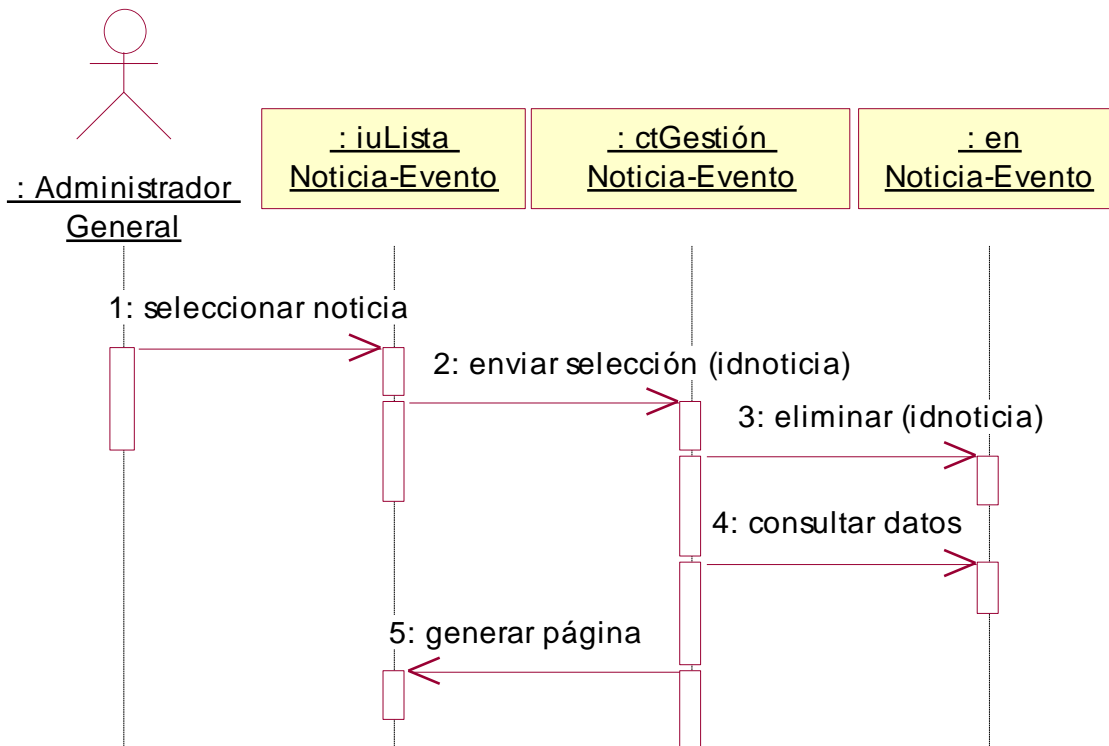 : Administrador
General
: iuLista
Noticia-Evento
: ctGestión
Noticia-Evento
: en
Noticia-Evento
1: seleccionar noticia
2: enviar selección (idnoticia)
3: eliminar (idnoticia)
4: consultar datos
5: generar página